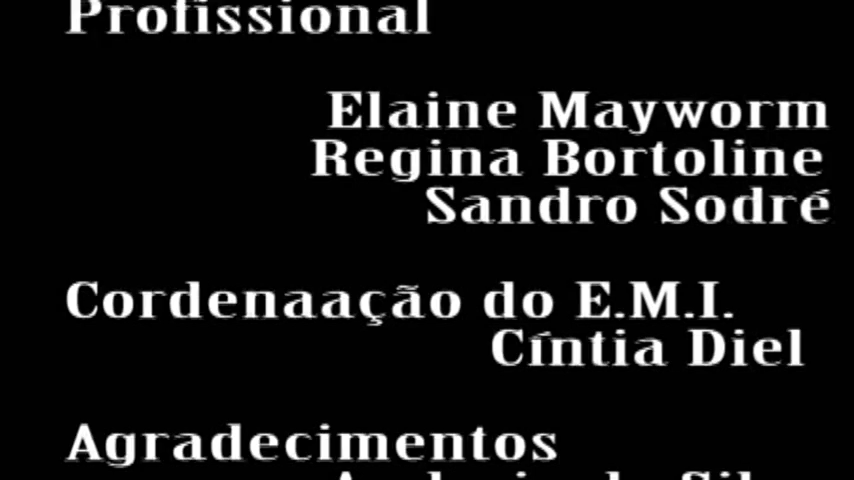 Profissional
Elaine Mayworm
Regina Bortoline
Sandro Sodré
Cordenaação do E.M.I.
Cíntia Diel
Agradecimentos